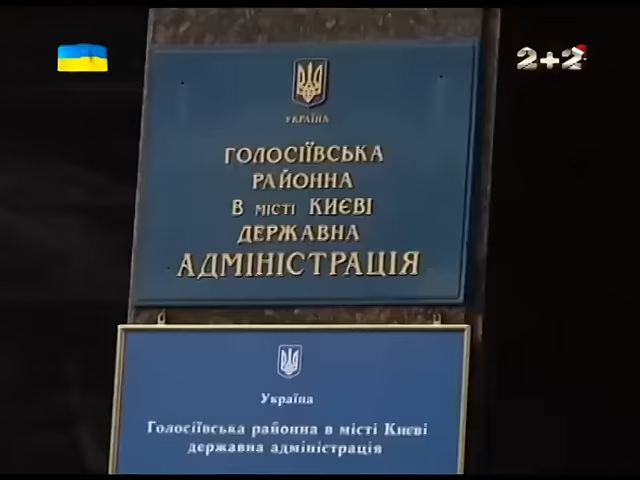 2+2
УКРАЇНА
ГОЛОСІЇВСЬКА
РАЙОННА
В МІСТІ КИЄВІ
ДЕРЖАВНА
АДМІНІСТРАЦІЯ
Україна
Голосіївська районна в місті Києві
державна адміністрація